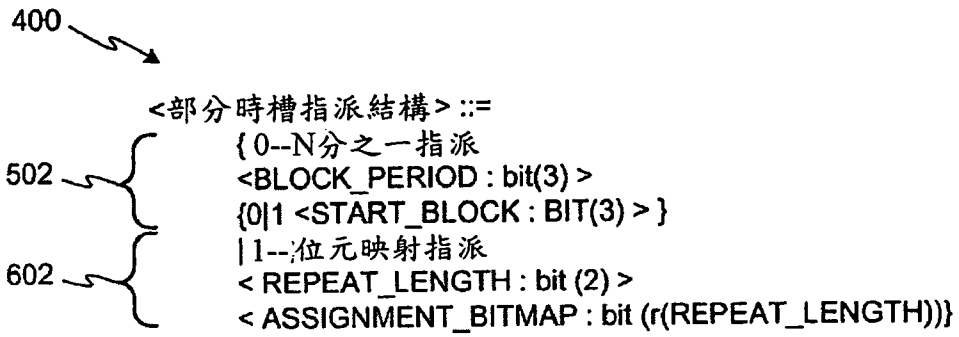 400
<部分時槽指派結構> ::=
{ 0--N分之一指派
502
<BLOCK_PERIOD : bit(3) >
{0|1 <START_BLOCK : BIT(3) > }
| 1--位元映射指派
602
< REPEAT_LENGTH : bit (2) >
< ASSIGNMENT_BITMAP : bit (r(REPEAT_LENGTH))}